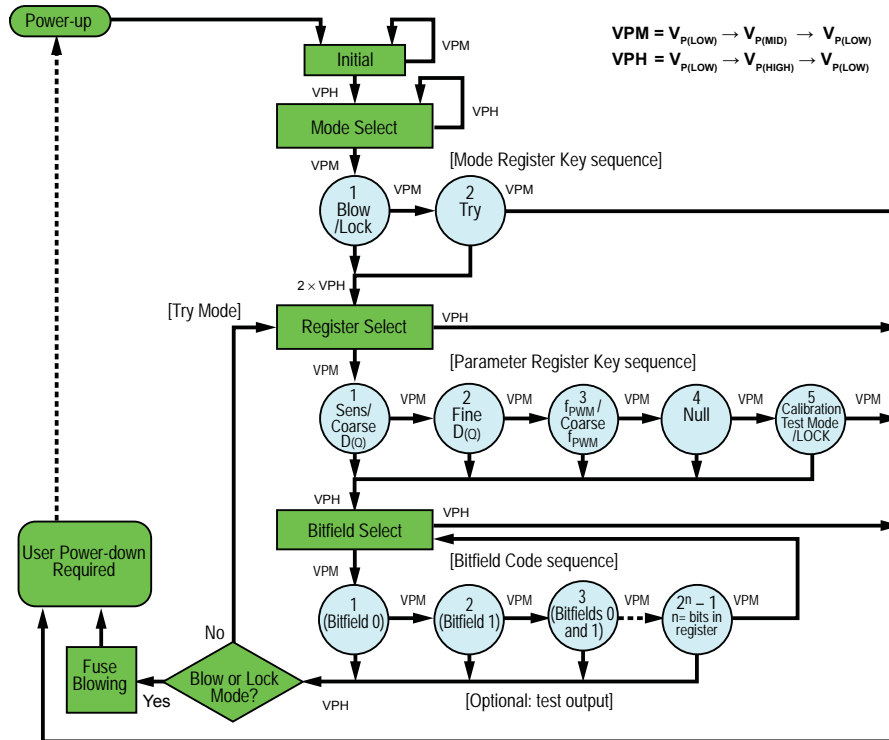 Power-up
VPM = VP(LOW) → VP(MID) → VP(LOW)
VPH = VP(LOW) → VP(HIGH) → VP(LOW)
VPM
Initial
VPH
VPH
Mode Select
VPM
[Mode Register Key sequence]
1
Blow
/Lock
VPM
2
Try
VPM
2 × VPH
[Try Mode]
Register Select
VPH
VPM
[Parameter Register Key sequence]
1
Sens/
Coarse
D(Q)
VPM
2
Fine
D(Q)
VPM
3
fPWM /
Coarse
fPWM
VPM
4
Null
VPM
5
Calibration
Test Mode
/LOCK
VPM
VPH
Bitfield Select
VPH
User Power-down
Required
[Bitfield Code sequence]
VPM
1
(Bitfield 0)
VPM
2
(Bitfield 1)
VPM
3
(Bitfields 0
and 1)
VPM
2ⁿ – 1
n= bits in
register
VPM
No
Fuse
Blowing
Yes
Blow or Lock
Mode?
VPH
[Optional: test output]